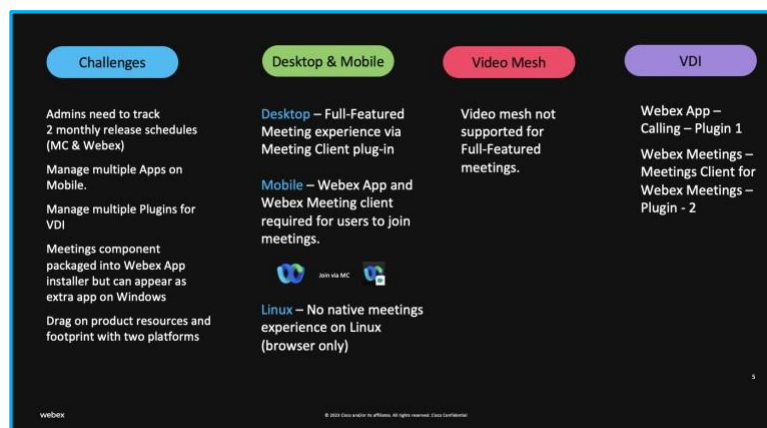 Challenges
Admins need to track
2 monthly release schedules
(MC & Webex)
Manage multiple Apps on
Mobile.
Manage multiple Plugins for
VDI
Meetings component
packaged into Webex App
installer but can appear as
extra app on Windows
Drag on product resources and
footprint with two platforms
Desktop & Mobile
Desktop – Full-Featured
Meeting experience via
Meeting Client plug-in
Mobile – Webex App and
Webex Meeting client
required for users to join
meetings.
Join via MC
Linux – No native meetings
experience on Linux
(browser only)
Video Mesh
Video mesh not
supported for
Full-Featured
meetings.
VDI
Webex App –
Calling – Plugin 1
Webex Meetings –
Meetings Client for
Webex Meetings –
Plugin - 2
5
webex
© 2023 Cisco and/or its affiliates. All rights reserved. Cisco Confidential